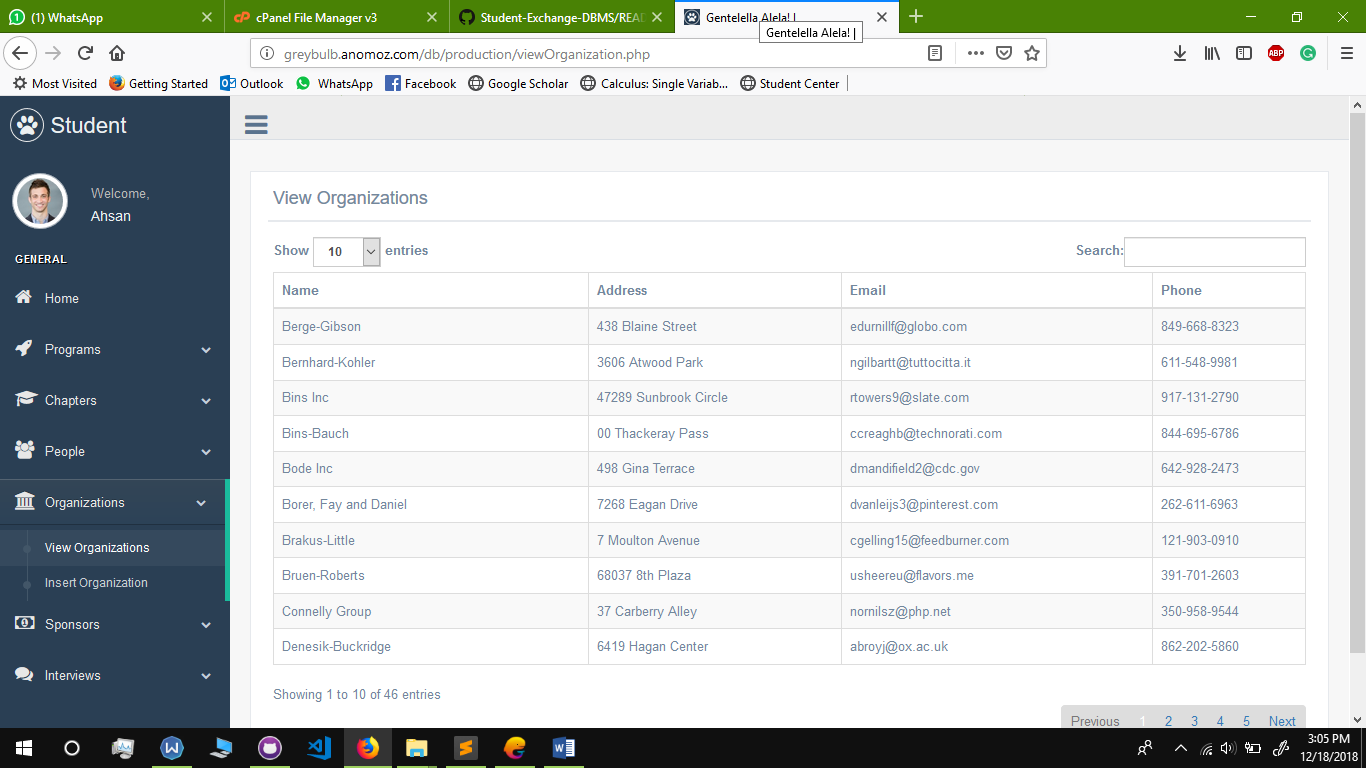 (1) WhatsApp
cPanel File Manager v3
Student-Exchange-DBMS/REA
Gentelella Alela! |
Gentelella Alela! |
greybulb.anomoz.com/db/production/viewOrganization.php
Most Visited Getting Started Outlook WhatsApp Facebook Google Scholar Calculus: Single Variab... Student Center
Student
Welcome,
Ahsan
GENERAL
Home
Programs
Chapters
People
Organizations
View Organizations
Insert Organization
Sponsors
Interviews
View Organizations
Show 10 entries
Search:
Name Address Email Phone
Berge-Gibson 438 Blaine Street edurnillf@globo.com 849-668-8323
Bernhard-Kohler 3606 Atwood Park ngilbartt@tuttocitta.it 611-548-9981
Bins Inc 47289 Sunbrook Circle rtowers9@slate.com 917-131-2790
Bins-Bauch 00 Thackeray Pass ccreaghb@technorati.com 844-695-6786
Bode Inc 498 Gina Terrace dmandifield2@cdc.gov 642-928-2473
Borer, Fay and Daniel 7268 Eagan Drive dvanleijs3@pinterest.com 262-611-6963
Brakus-Little 7 Moulton Avenue cgelling15@feedburner.com 121-903-0910
Bruen-Roberts 68037 8th Plaza usheereu@flavors.me 391-701-2603
Connelly Group 37 Carberry Alley nornilsz@php.net 350-958-9544
Denesik-Buckridge 6419 Hagan Center abroyj@ox.ac.uk 862-202-5860
Showing 1 to 10 of 46 entries
Previous 1 2 3 4 5 Next
3:05 PM
12/18/2018